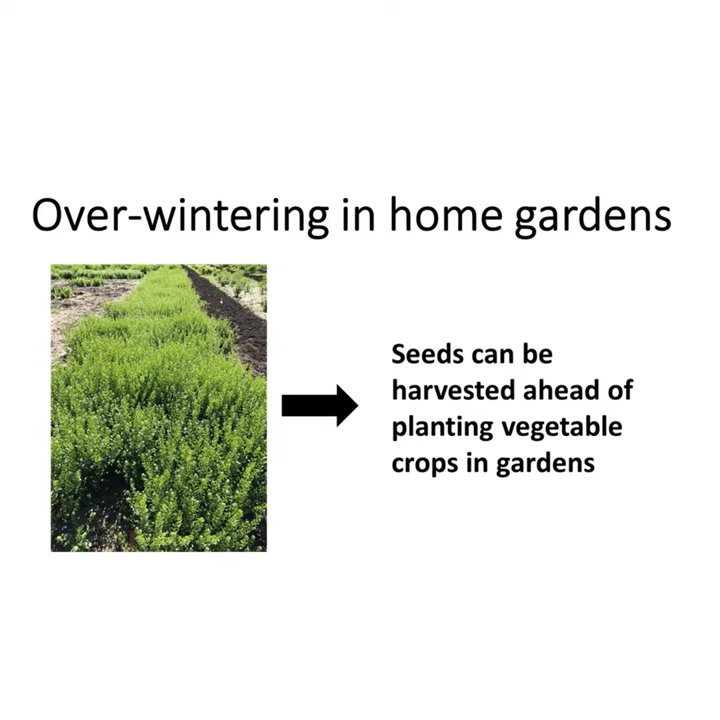 Over-wintering in home gardens
Seeds can be
harvested ahead of
planting vegetable
crops in gardens